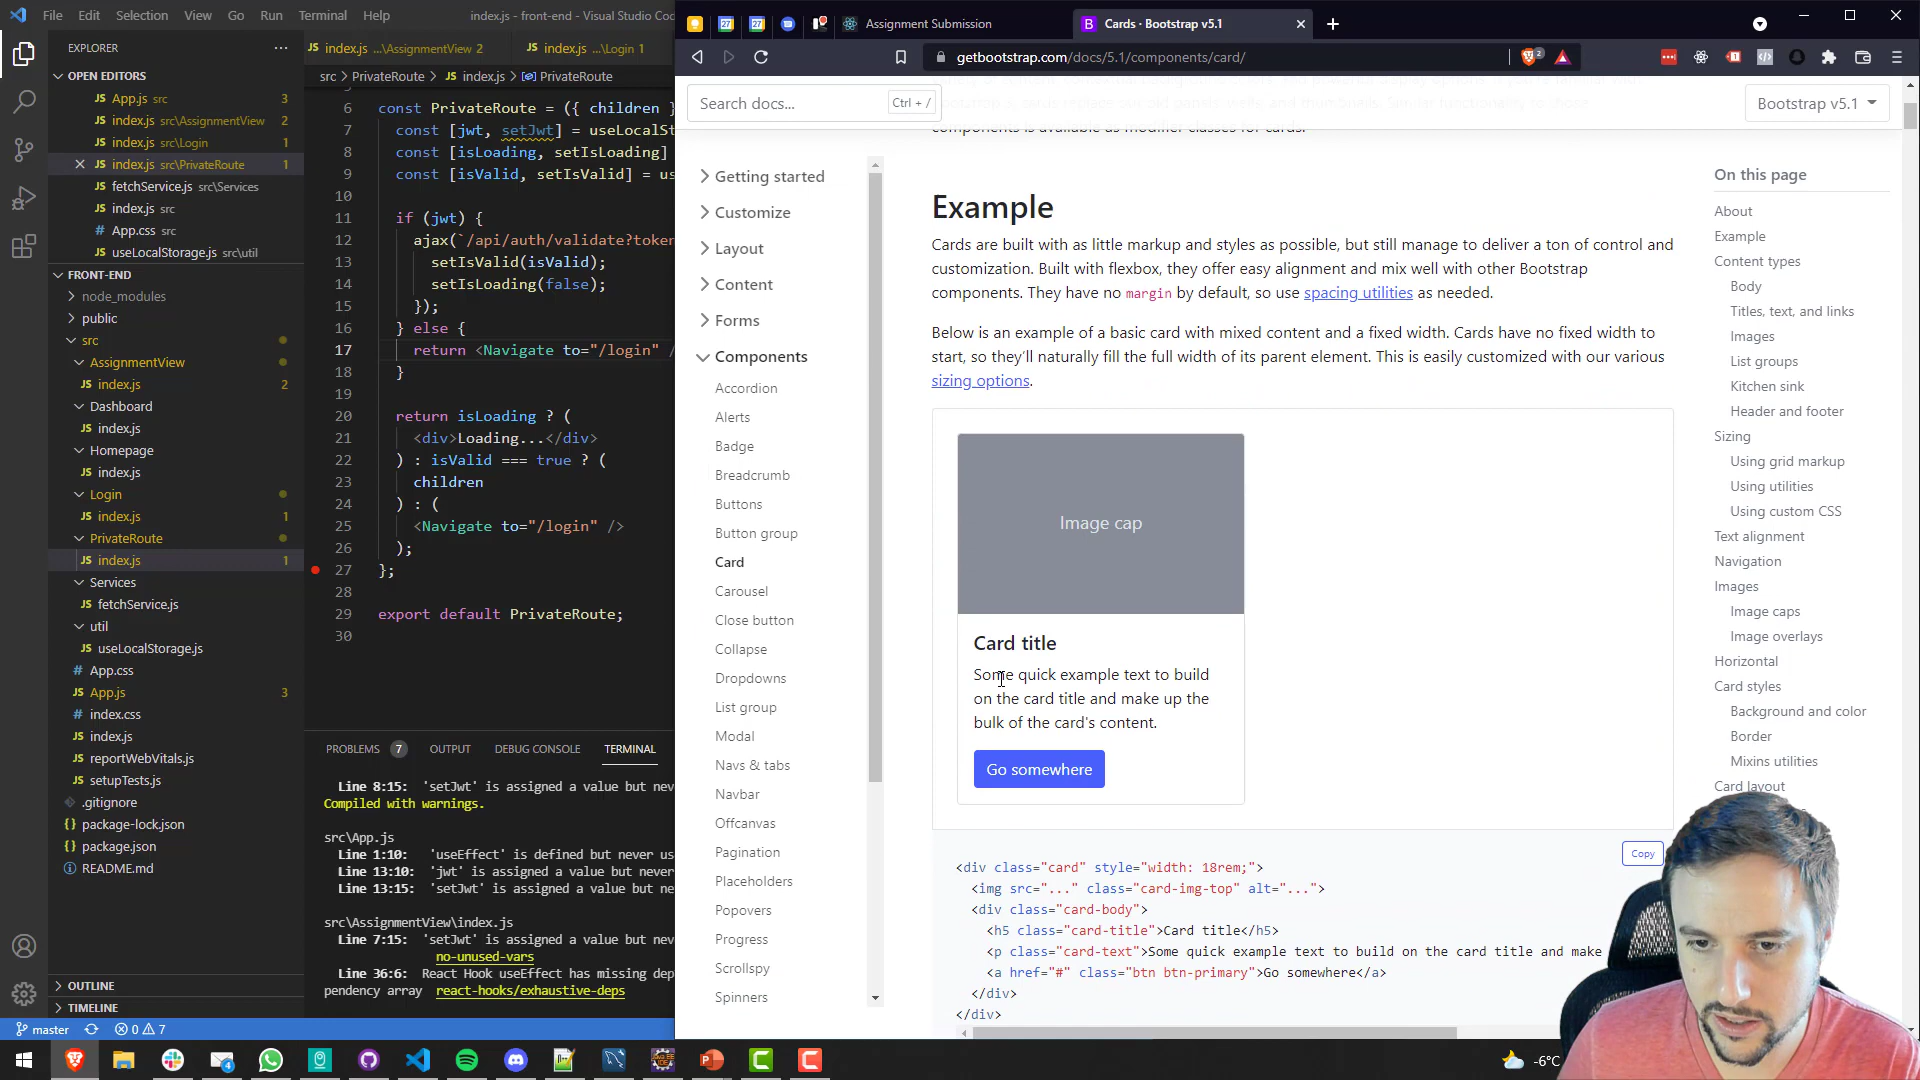 File Edit Selection View Go Run Terminal Help
index.js - front-end - Visual Studio Cod
EXPLORER
OPEN EDITORS
App.js src 3
index.js src\AssignmentView 2
index.js src\Login 1
index.js src\PrivateRoute 1
fetchService.js src\Services
index.js src
App.css src
useLocalStorage.js src\util
FRONT-END
node_modules
public
src
AssignmentView
index.js 2
Dashboard
index.js
Homepage
index.js
Login
index.js 1
PrivateRoute
index.js 1
Services
fetchService.js
util
useLocalStorage.js
App.css
App.js 3
index.css
index.js
reportWebVitals.js
setupTests.js
.gitignore
package-lock.json
package.json
README.md
OUTLINE
TIMELINE
master 0 7
index.js ...\AssignmentView 2 index.js ...\Login 1
src > PrivateRoute > index.js > PrivateRoute
6 const PrivateRoute = ({ children }
7 const [jwt, setJwt] = useLocalSt
8 const [isLoading, setIsLoading]
9 const [isValid, setIsValid] = us
10
11 if (jwt) {
12 ajax(`/api/auth/validate?token
13 setIsValid(isValid);
14 setIsLoading(false);
15 });
16 } else {
17 return <Navigate to="/login" /
18 }
19
20 return isLoading ? (
21 <div>Loading...</div>
22 ) : isValid === true ? (
23 children
24 ) : (
25 <Navigate to="/login" />
26 );
27 };
28
29 export default PrivateRoute;
30
PROBLEMS 7 OUTPUT DEBUG CONSOLE TERMINAL
Line 8:15: 'setJwt' is assigned a value but nev
Compiled with warnings.
src\App.js
Line 1:10: 'useEffect' is defined but never us
Line 13:10: 'jwt' is assigned a value but never
Line 13:15: 'setJwt' is assigned a value but nev
src\AssignmentView\index.js
Line 7:15: 'setJwt' is assigned a value but nev
no-unused-vars
Line 36:6: React Hook useEffect has missing dep
pendency array react-hooks/exhaustive-deps
Assignment Submission
Cards · Bootstrap v5.1
getbootstrap.com/docs/5.1/components/card/
Search docs... Ctrl + /
Bootstrap v5.1
components is available as modifier classes for cards.
Getting started
Customize
Layout
Content
Forms
Components
Accordion
Alerts
Badge
Breadcrumb
Buttons
Button group
Card
Carousel
Close button
Collapse
Dropdowns
List group
Modal
Navs & tabs
Navbar
Offcanvas
Pagination
Placeholders
Popovers
Progress
Scrollspy
Spinners
Example
Cards are built with as little markup and styles as possible, but still manage to deliver a ton of control and
customization. Built with flexbox, they offer easy alignment and mix well with other Bootstrap
components. They have no margin by default, so use spacing utilities as needed.
Below is an example of a basic card with mixed content and a fixed width. Cards have no fixed width to
start, so they'll naturally fill the full width of its parent element. This is easily customized with our various
sizing options.
Image cap
Card title
Some quick example text to build
on the card title and make up the
bulk of the card's content.
Go somewhere
Copy
<div class="card" style="width: 18rem;">
<img src="..." class="card-img-top" alt="...">
<div class="card-body">
<h5 class="card-title">Card title</h5>
<p class="card-text">Some quick example text to build on the card title and make
<a href="#" class="btn btn-primary">Go somewhere</a>
</div>
</div>
On this page
About
Example
Content types
Body
Titles, text, and links
Images
List groups
Kitchen sink
Header and footer
Sizing
Using grid markup
Using utilities
Using custom CSS
Text alignment
Navigation
Images
Image caps
Image overlays
Horizontal
Card styles
Background and color
Border
Mixins utilities
Card layout
-6°C